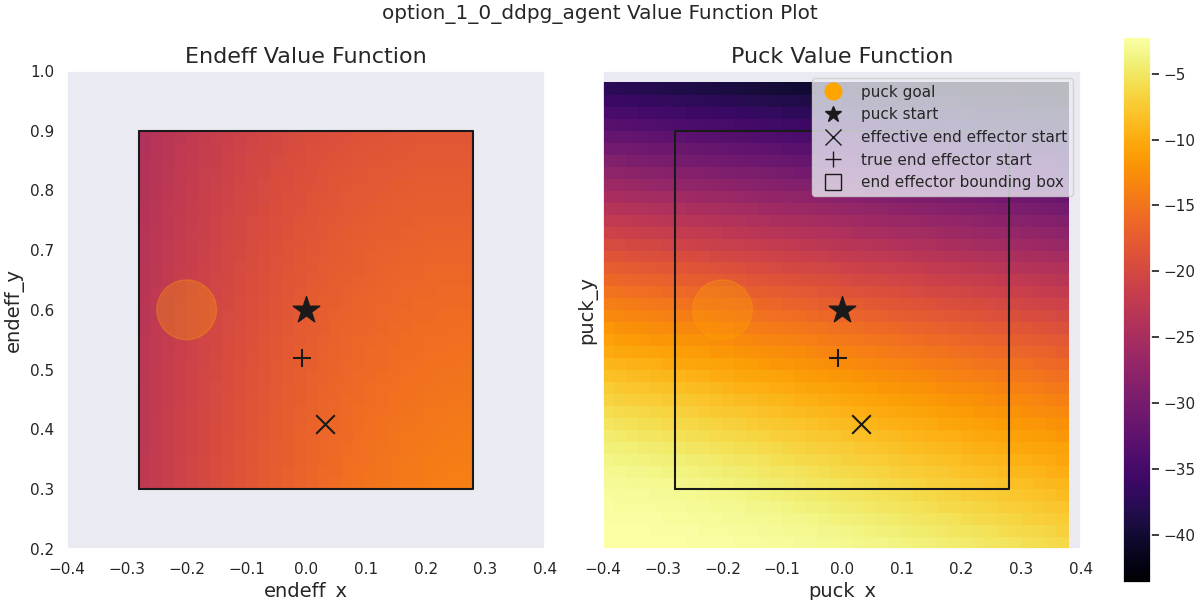 option_1_0_ddpg_agent Value Function Plot
Endeff Value Function
1.0
0.9
0.8
0.7
0.6
0.5
0.4
0.3
0.2
endeff_y
−0.4 −0.3 −0.2 −0.1 0.0 0.1 0.2 0.3 0.4
endeff_x
Puck Value Function
puck goal
puck start
effective end effector start
true end effector start
end effector bounding box
puck_y
−0.4 −0.3 −0.2 −0.1 0.0 0.1 0.2 0.3 0.4
puck_x
−5
−10
−15
−20
−25
−30
−35
−40